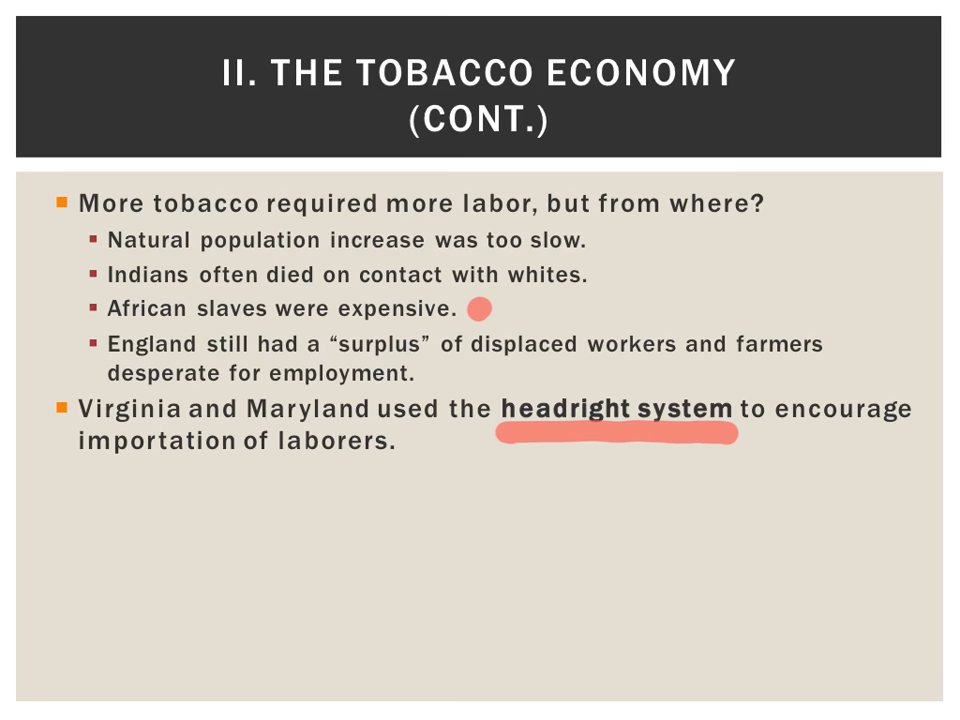 II. THE TOBACCO ECONOMY
(CONT.)
More tobacco required more labor, but from where?
Natural population increase was too slow.
Indians often died on contact with whites.
African slaves were expensive.
England still had a “surplus” of displaced workers and farmers
desperate for employment.
Virginia and Maryland used the headright system to encourage
importation of laborers.